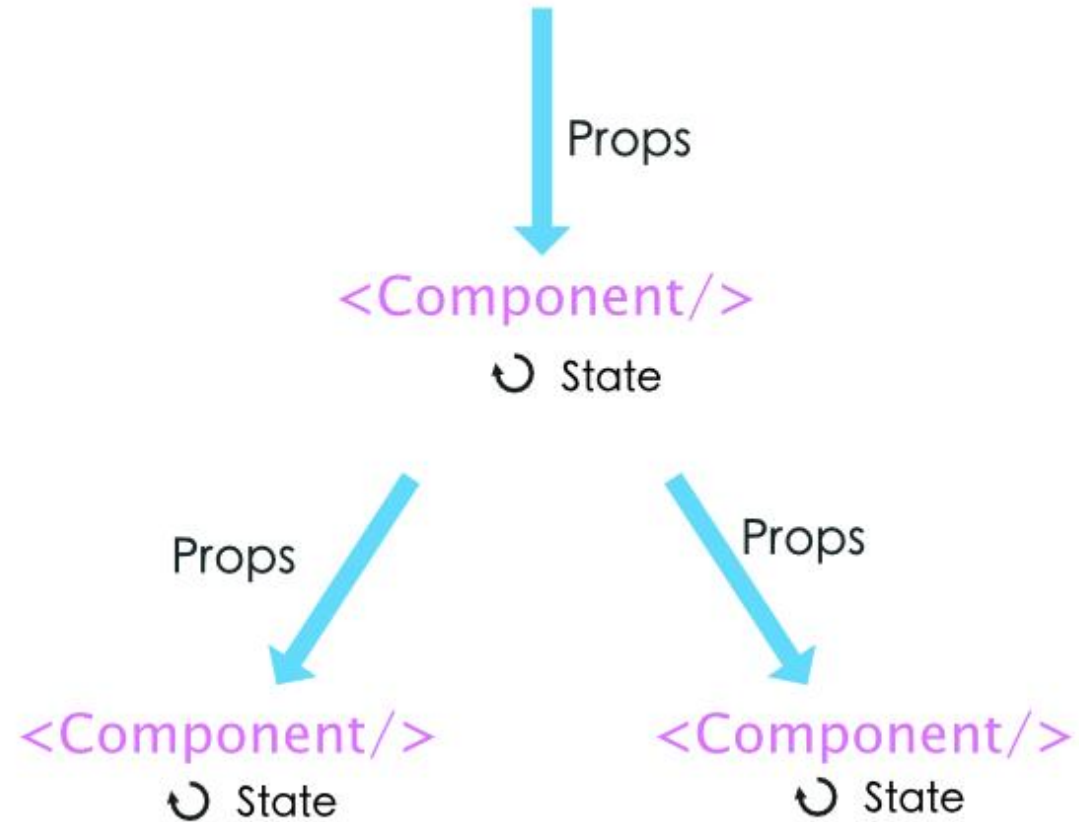 Props
<Component/>
State
Props
Props
<Component/>
<Component/>
State
State